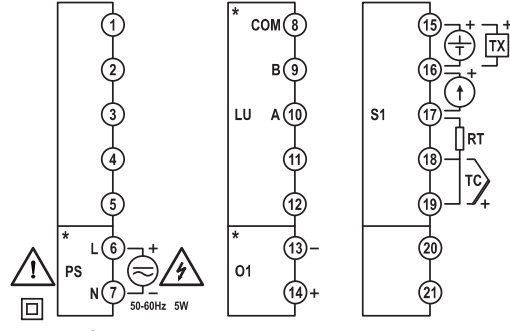 1
2
3
4
5
*
L 6 +
PS
N 7 −
50-60Hz 5W
*
COM 8
B 9
LU A 10
11
12
*
13 −
O1
14 +
15 + + TX
16 +
S1 17
RT
18
TC
19 +
20
21